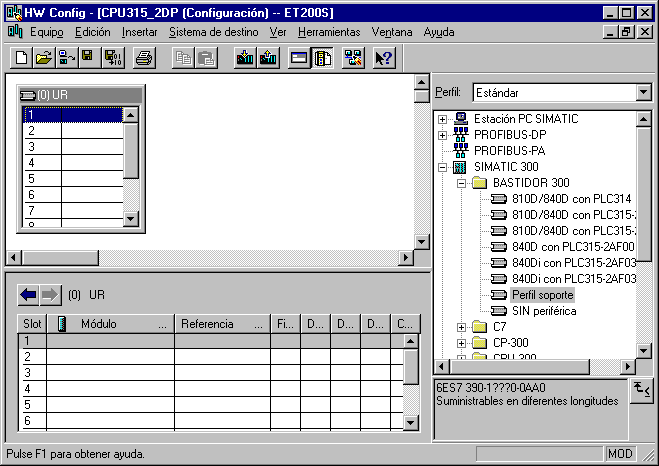 HW Config - [CPU315_2DP (Configuración) -- ET200S]
Equipo Edición Insertar Sistema de destino Ver Herramientas Ventana Ayuda
(0) UR
1
2
3
4
5
6
7
8
Perfil: Estándar
Estación PC SIMATIC
PROFIBUS-DP
PROFIBUS-PA
SIMATIC 300
BASTIDOR 300
810D/840D con PLC314
810D/840D con PLC315-2
810D/840D con PLC315-2
840D con PLC315-2AF00
840Di con PLC315-2AF03
840Di con PLC315-2AF03
Perfil soporte
SIN periférica
C7
CP-300
CPU-300
(0) UR
Slot Módulo ... Referencia ... Fi... D... D... D... C...
1
2
3
4
5
6
6ES7 390-1???0-0AA0
Suministrables en diferentes longitudes
Pulse F1 para obtener ayuda. MOD